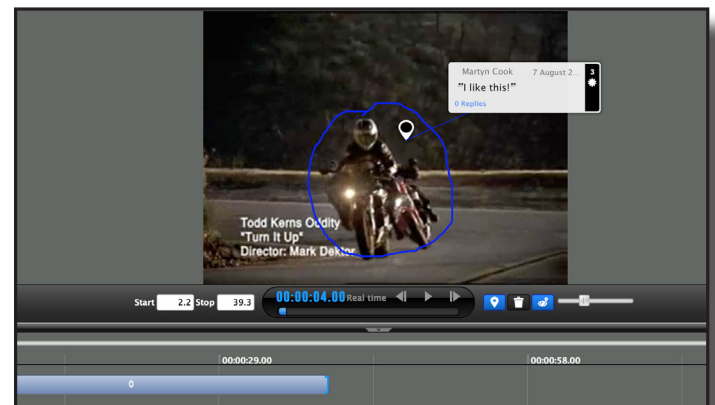 Martyn Cook 7 August 2... 3
"I like this!"
0 Replies
Todd Kerns Oddity
"Turn It Up"
Director: Mark Dektor
Start 2.2 Stop 39.3 00:00:04.00 Real time
00:00:29.00 00:00:58.00
0